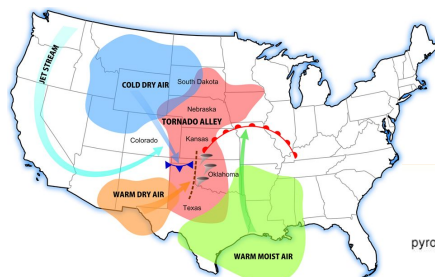 JET STREAM
COLD DRY AIR
South Dakota
Nebraska
TORNADO ALLEY
Kansas
Colorado
Oklahoma
WARM DRY AIR
Texas
WARM MOIST AIR
pyro